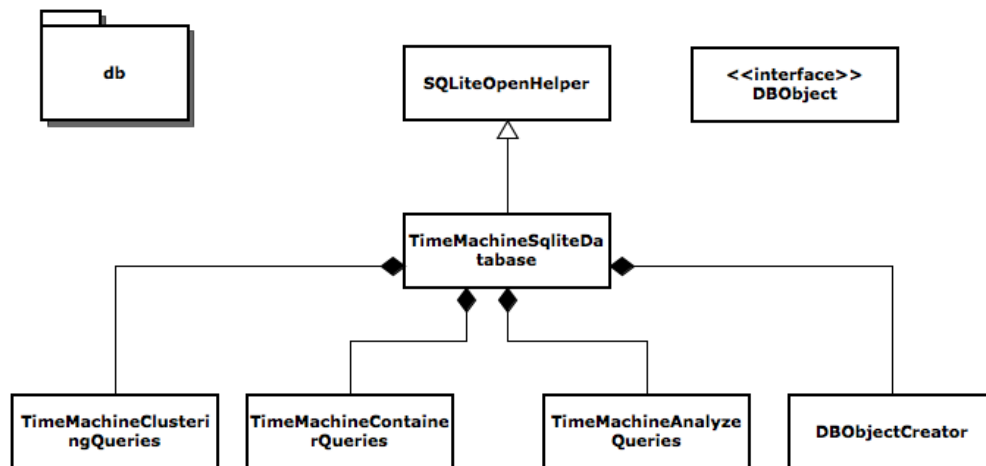 db
SQLiteOpenHelper
<<interface>>
DBObject
TimeMachineSqliteDa
tabase
TimeMachineClusteri
ngQueries
TimeMachineContaine
rQueries
TimeMachineAnalyze
Queries
DBObjectCreator